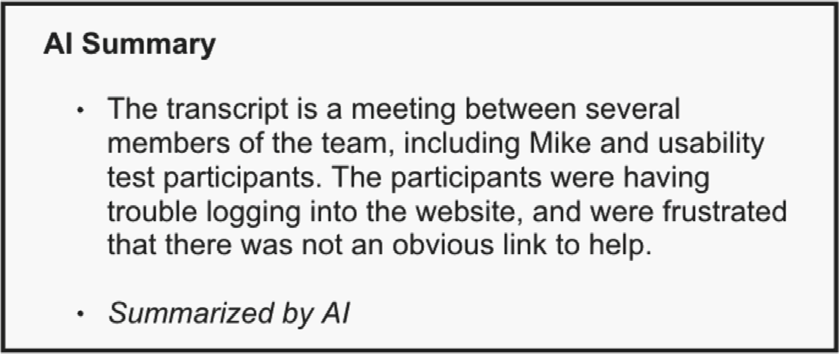 AI Summary
• The transcript is a meeting between several
members of the team, including Mike and usability
test participants. The participants were having
trouble logging into the website, and were frustrated
that there was not an obvious link to help.
• Summarized by AI